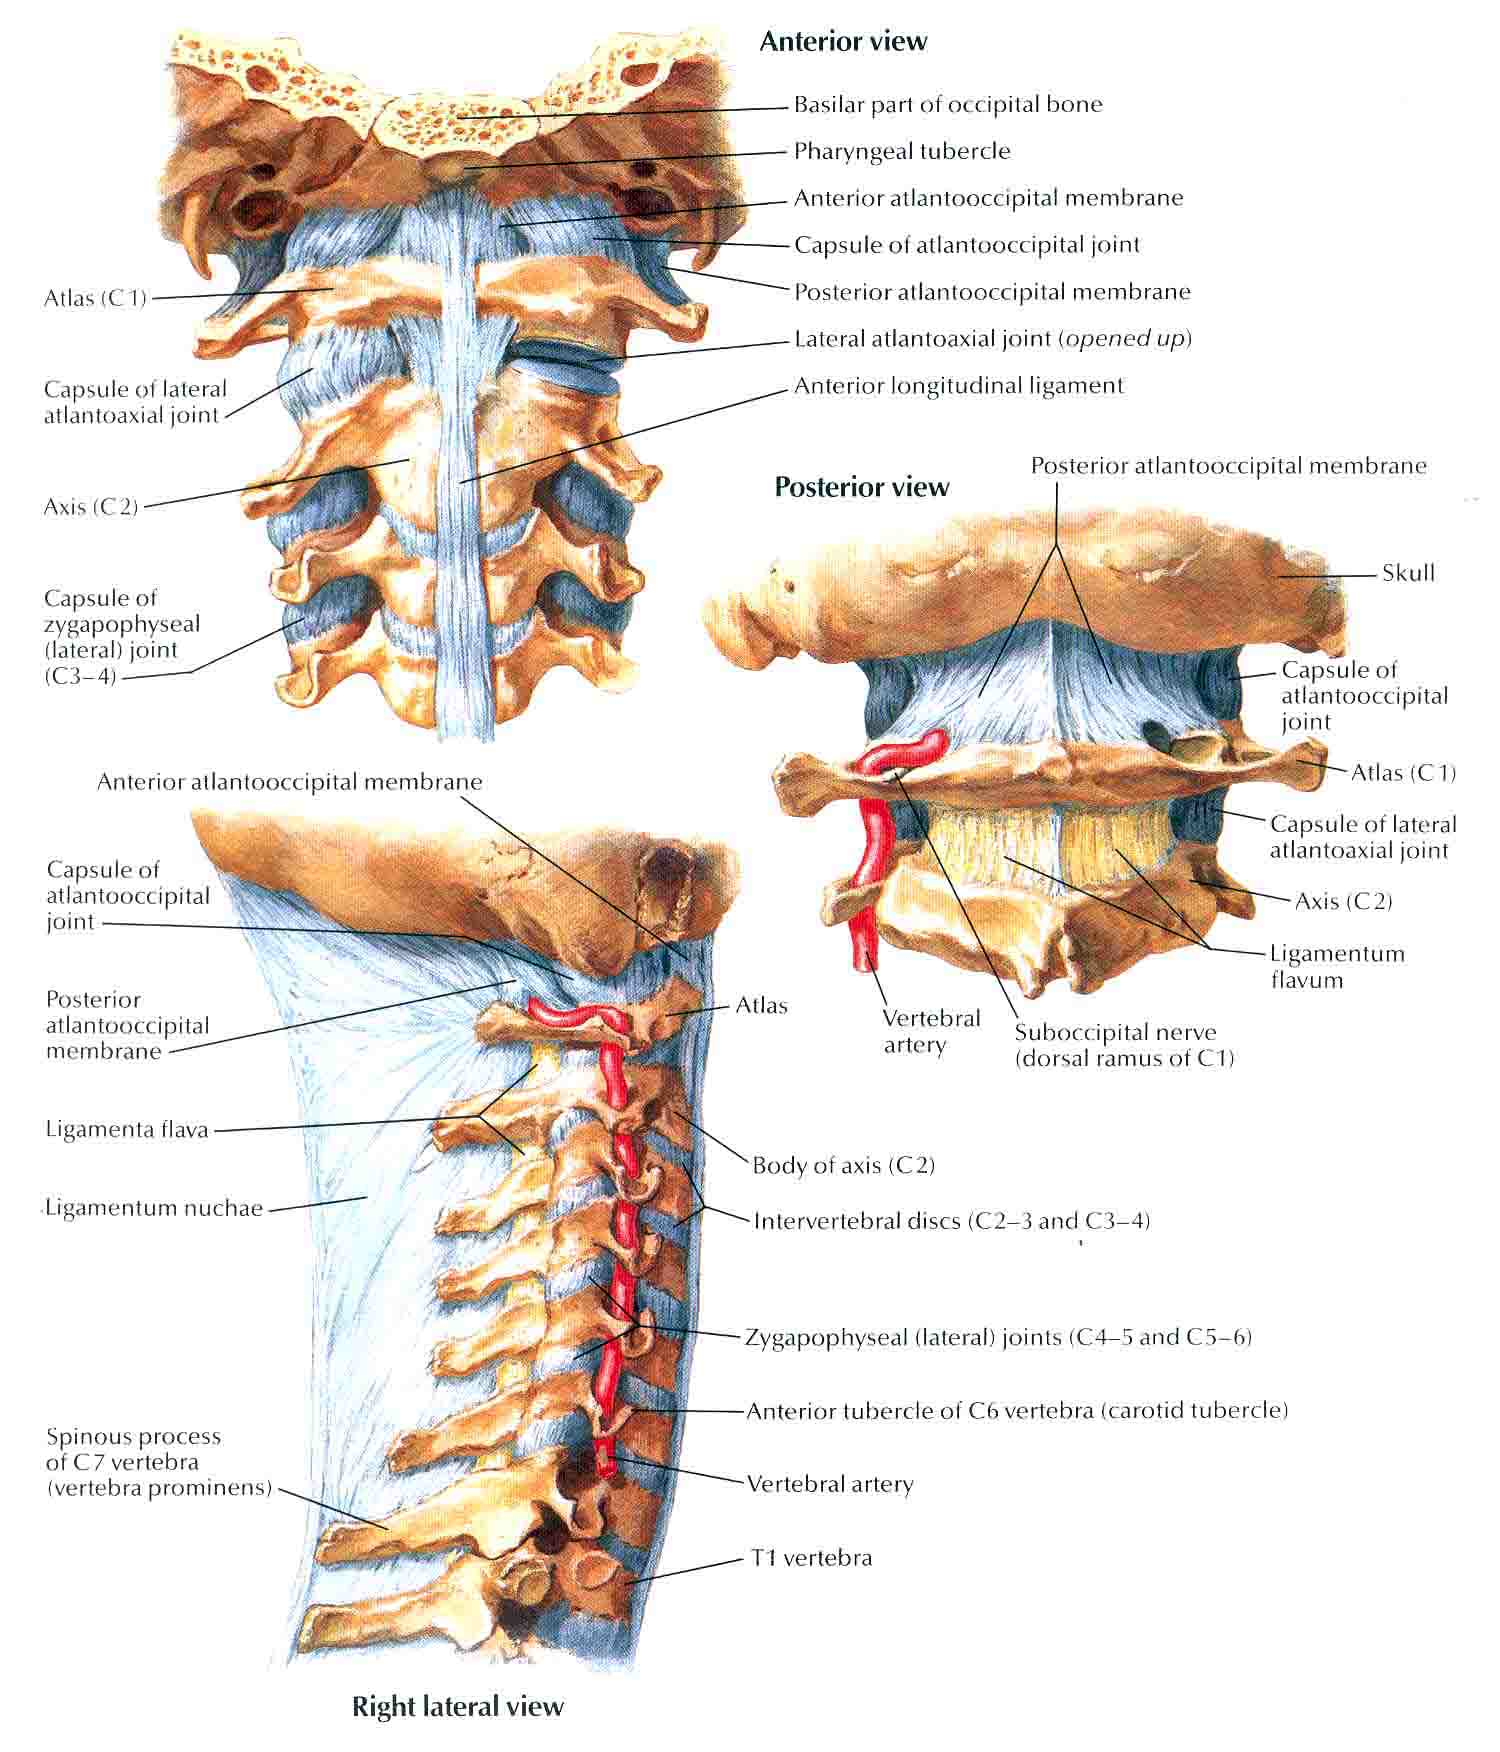 Anterior view
Basilar part of occipital bone
Pharyngeal tubercle
Anterior atlantooccipital membrane
Capsule of atlantooccipital joint
Posterior atlantooccipital membrane
Lateral atlantoaxial joint (opened up)
Anterior longitudinal ligament
Atlas (C1)
Capsule of lateral
atlantoaxial joint
Axis (C2)
Capsule of
zygapophyseal
(lateral) joint
(C3–4)
Posterior view
Posterior atlantooccipital membrane
Skull
Capsule of
atlantooccipital
joint
Atlas (C1)
Capsule of lateral
atlantoaxial joint
Axis (C2)
Ligamentum
flavum
Vertebral
artery
Suboccipital nerve
(dorsal ramus of C1)
Anterior atlantooccipital membrane
Capsule of
atlantooccipital
joint
Posterior
atlantooccipital
membrane
Ligamenta flava
Ligamentum nuchae
Spinous process
of C7 vertebra
(vertebra prominens)
Atlas
Body of axis (C2)
Intervertebral discs (C2–3 and C3–4)
Zygapophyseal (lateral) joints (C4–5 and C5–6)
Anterior tubercle of C6 vertebra (carotid tubercle)
Vertebral artery
T1 vertebra
Right lateral view